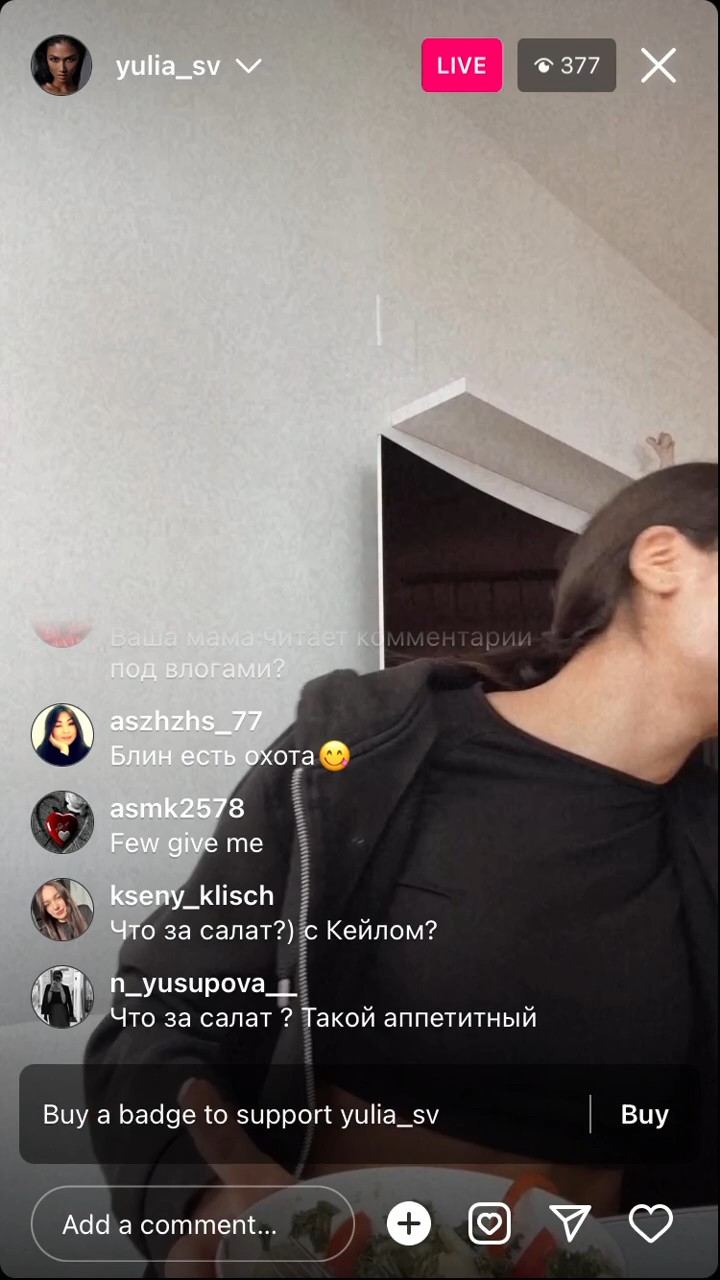 yulia_sv
LIVE
377
Ваша мама читает комментарии
под влогами?
aszhzhs_77
Блин есть охота😋
asmk2578
Few give me
kseny_klisch
Что за салат?) с Кейлом?
n_yusupova__
Что за салат ? Такой аппетитный
Buy a badge to support yulia_sv
Buy
Add a comment...